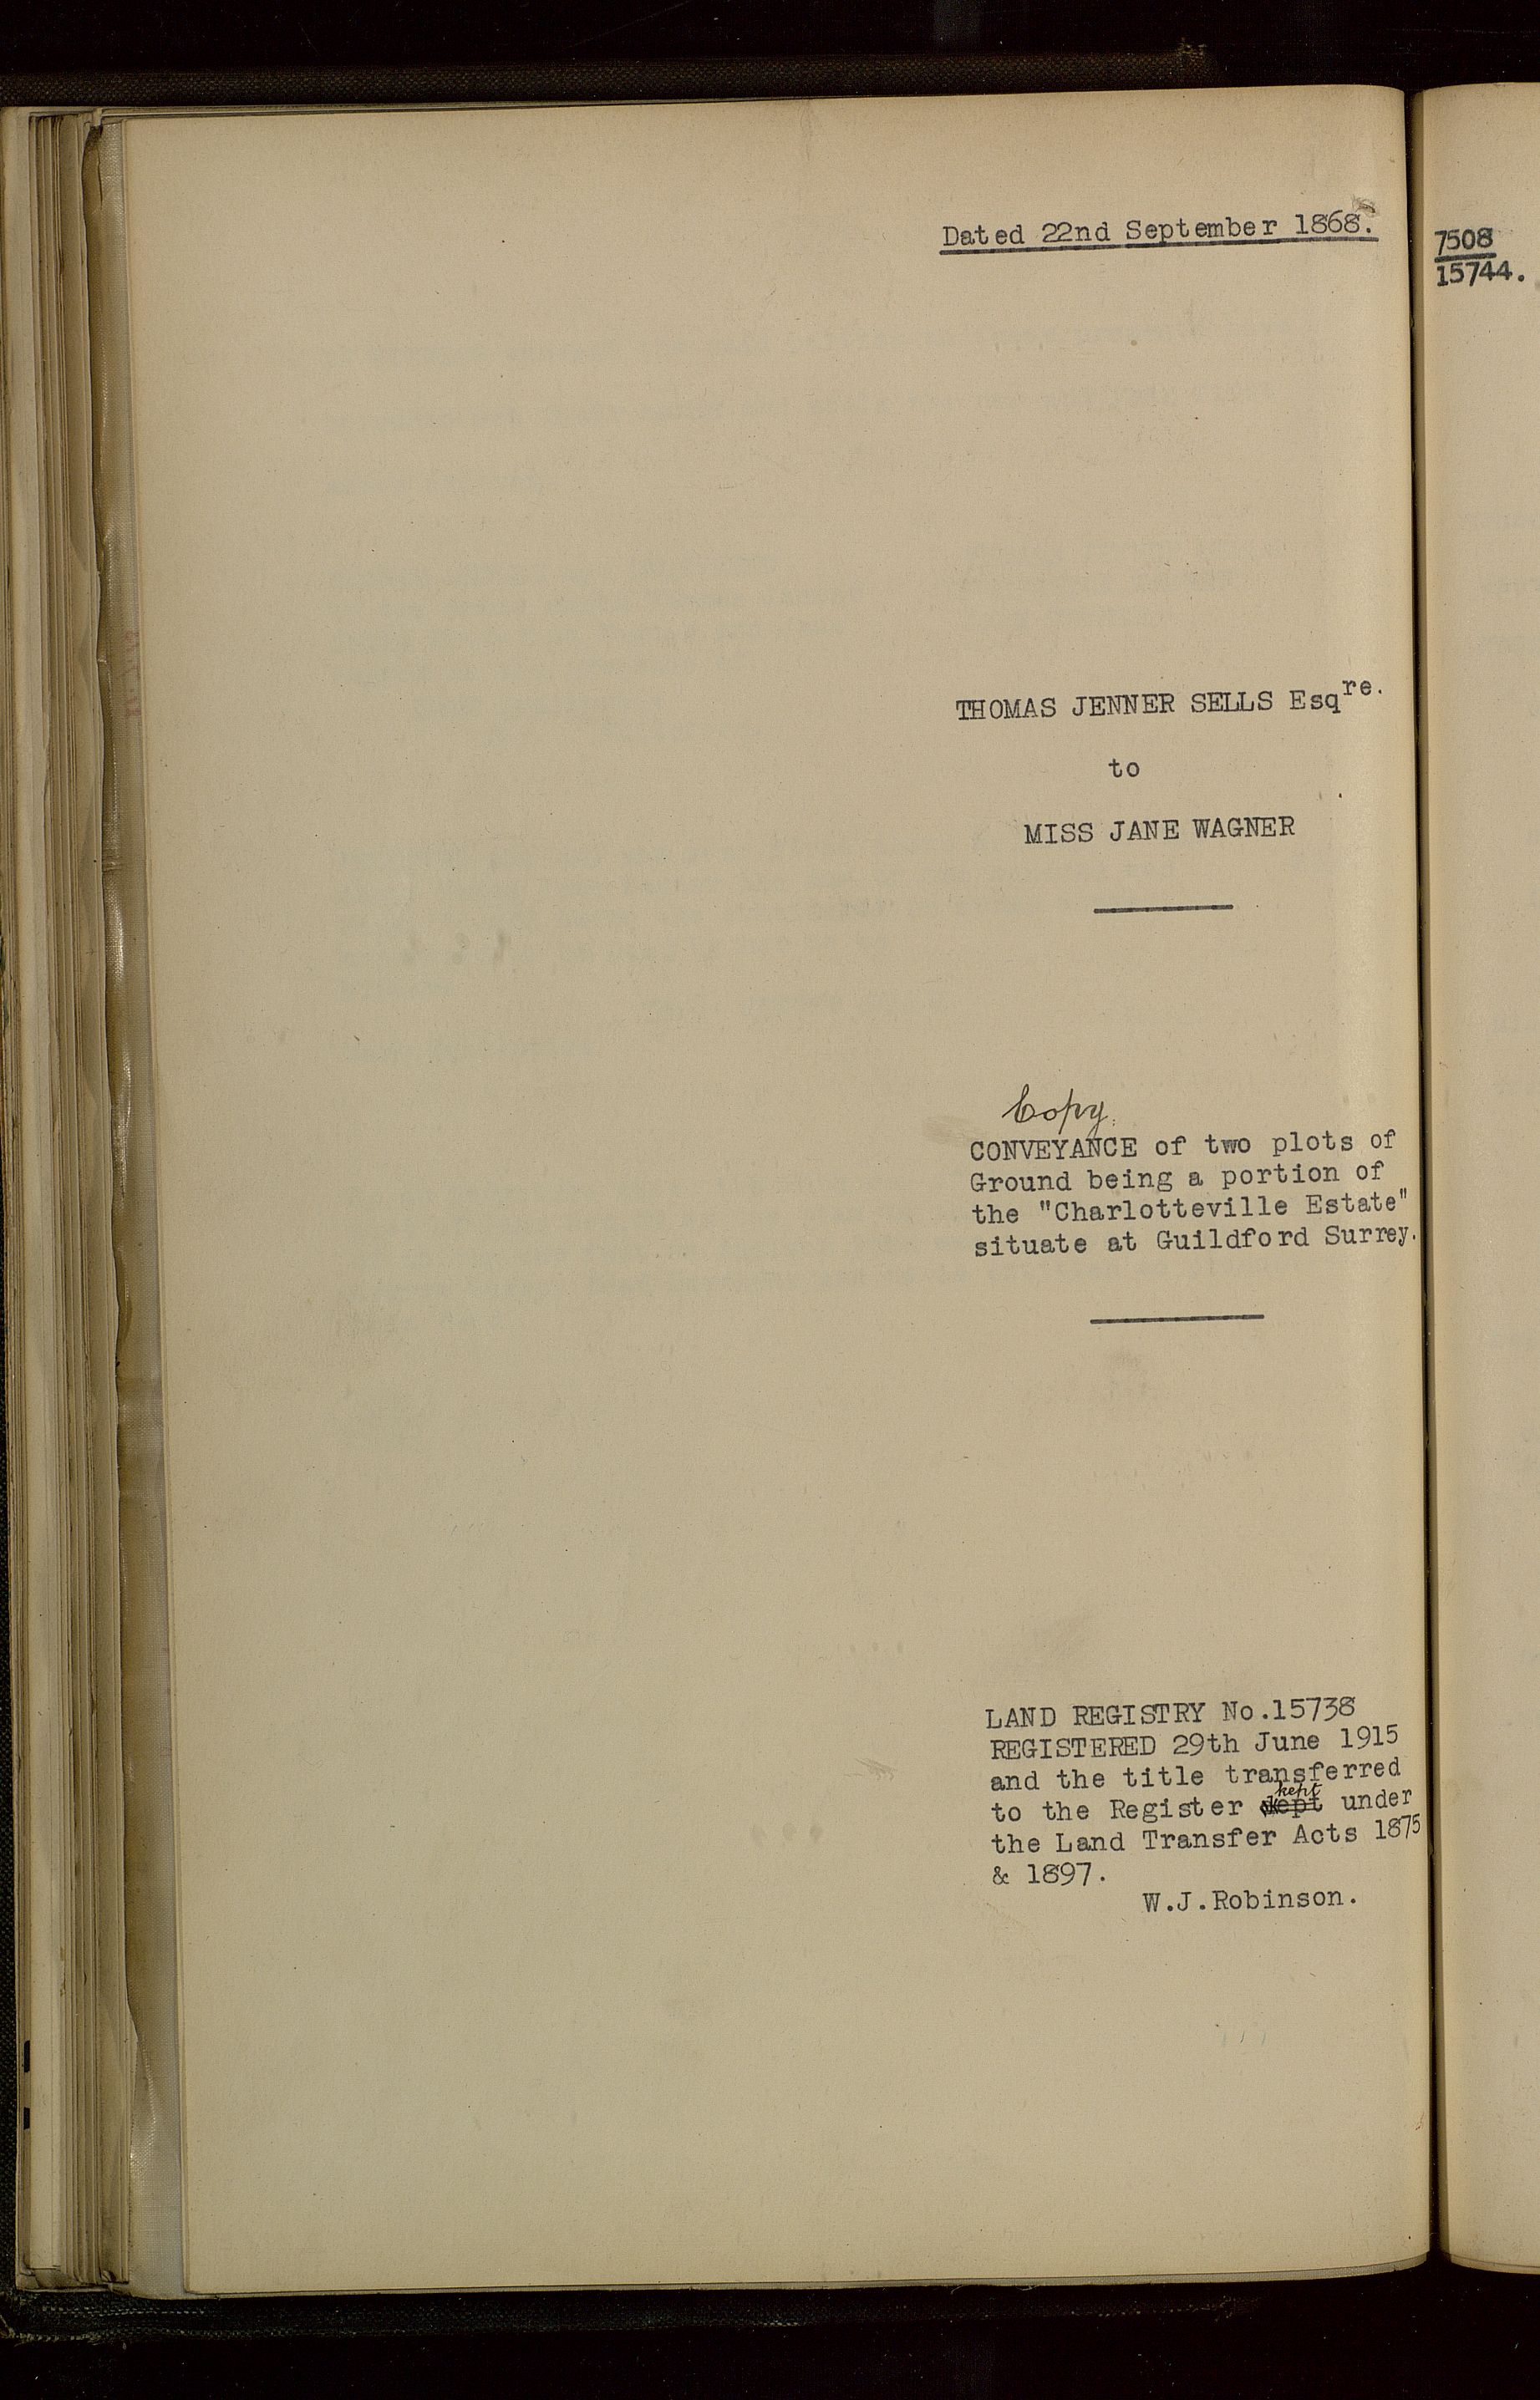 Dated 22nd September 1868.
THOMAS JENNER SELLS Esqre.
to
MISS JANE WAGNER
Copy.
CONVEYANCE of two plots of
Ground being a portion of
the "Charlotteville Estate"
situate at Guildford Surrey.
LAND REGISTRY No.15738
REGISTERED 29th June 1915
and the title transferred
kept
to the Register kept under
the Land Transfer Acts 1875
& 1897.
W.J.Robinson.
7508
15744.